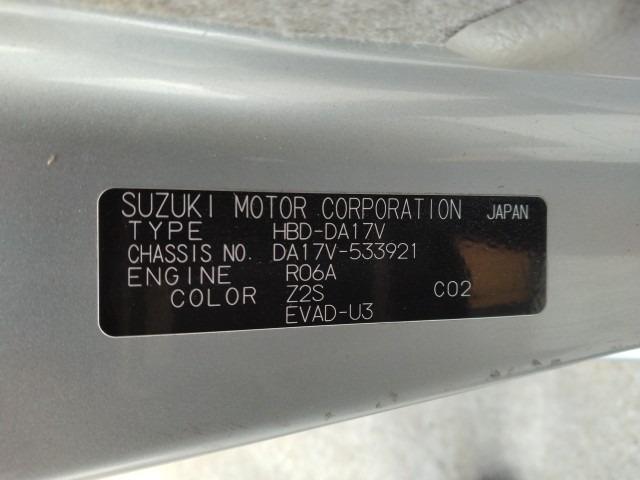 SUZUKI MOTOR CORPORATION JAPAN
TYPE HBD-DA17V
CHASSIS NO. DA17V-533921
ENGINE R06A
COLOR Z2S C02
EVAD-U3